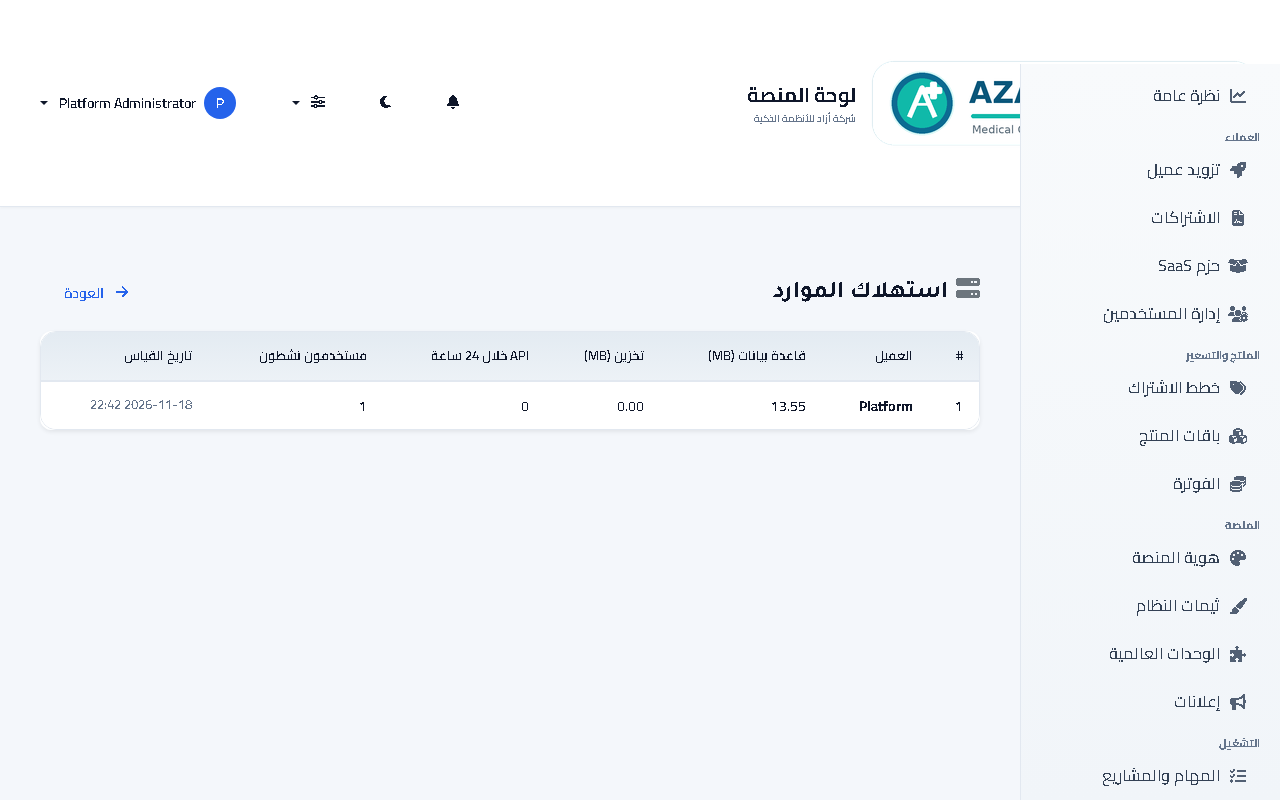 AZA
Medical
لوحة المنصة
شركة أزاد للأنظمة الذكية
P
Platform Administrator
نظرة عامة
العملاء
تزويد عميل
الاشتراكات
حزم SaaS
إدارة المستخدمين
المنتج والتسعير
خطط الاشتراك
باقات المنتج
الفوترة
المنصة
هوية المنصة
ثيمات النظام
الوحدات العالمية
إعلانات
التشغيل
المهام والمشاريع
استهلاك الموارد
العودة
# العميل قاعدة بيانات (MB) تخزين (MB) API خلال 24 ساعة مستخدمون نشطون تاريخ القياس
1 Platform 13.55 0.00 0 1 2026-11-18 22:42